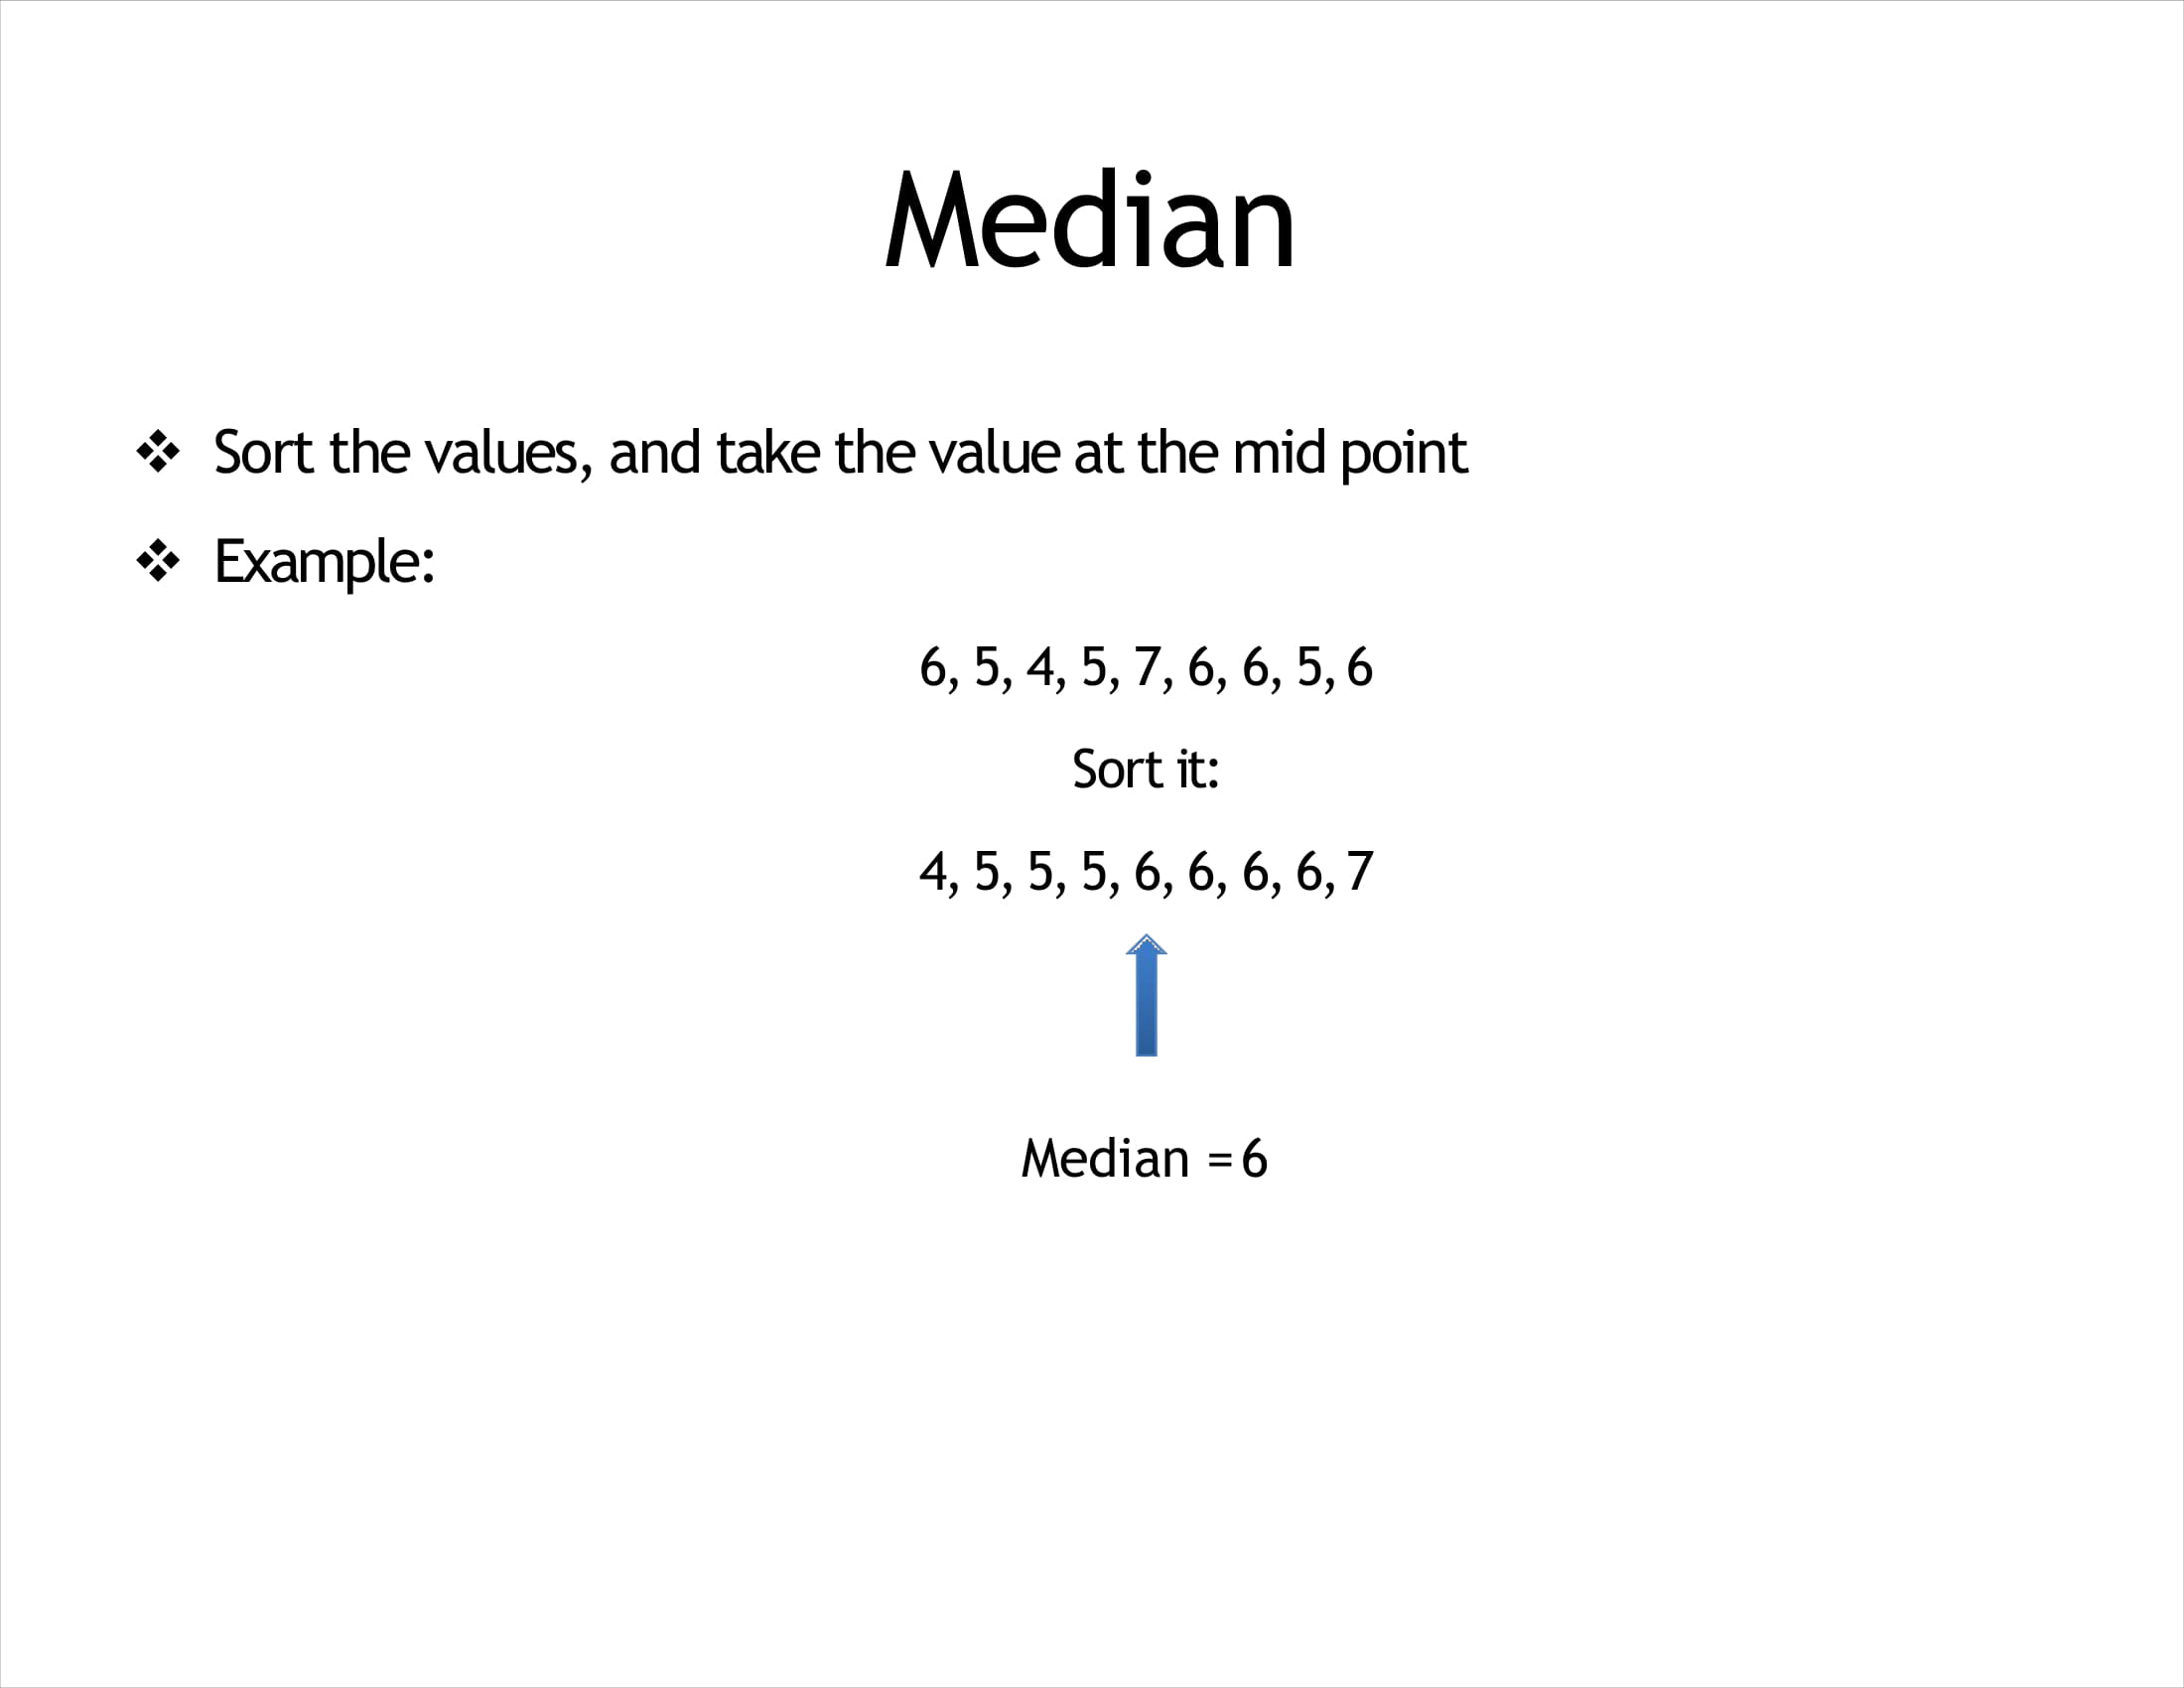 Median
❖ Sort the values, and take the value at the mid point
❖ Example:
6, 5, 4, 5, 7, 6, 6, 5, 6
Sort it:
4, 5, 5, 5, 6, 6, 6, 6, 7
Median = 6